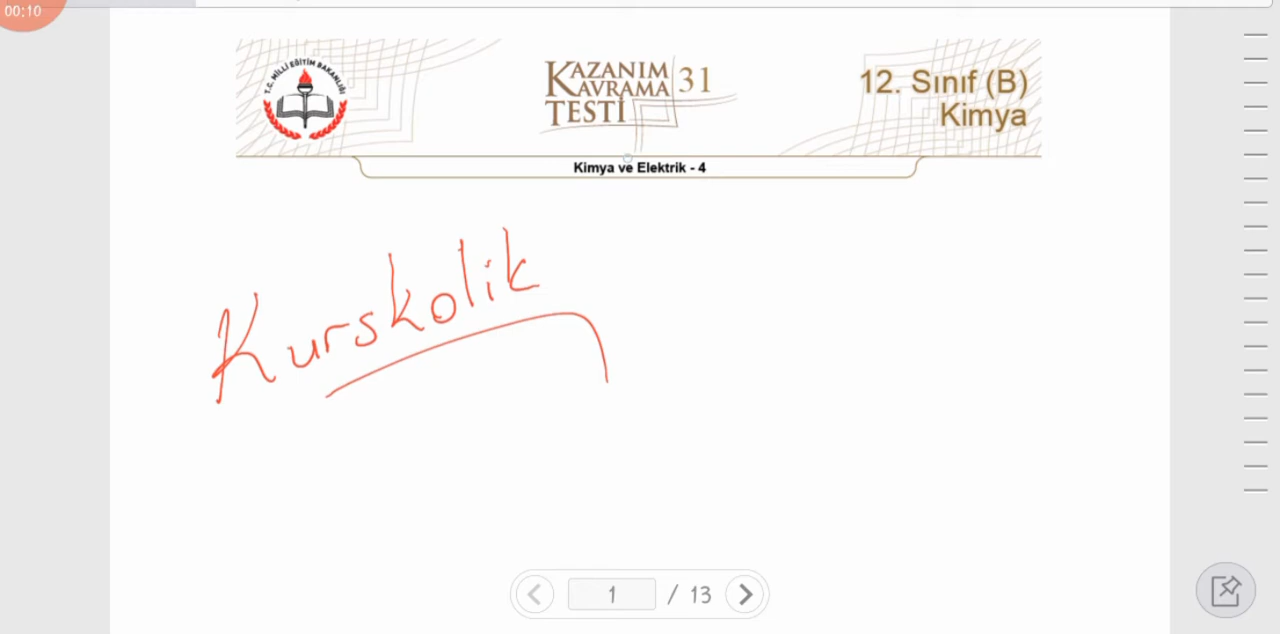 00:10
T.C. MİLLÎ EĞİTİM BAKANLIĞI
KAZANIM
KAVRAMA
TESTİ
31
12. Sınıf (B)
Kimya
Kimya ve Elektrik - 4
Kurskolik
1 / 13